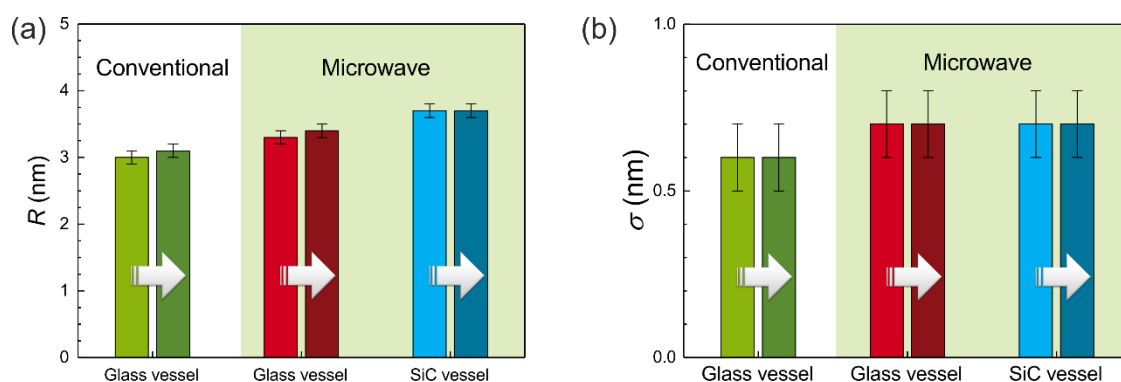 (a)
Conventional
Microwave
R (nm)
5
4
3
2
1
0
Glass vessel
Glass vessel
SiC vessel
(b)
Conventional
Microwave
σ (nm)
1.0
0.5
0.0
Glass vessel
Glass vessel
SiC vessel